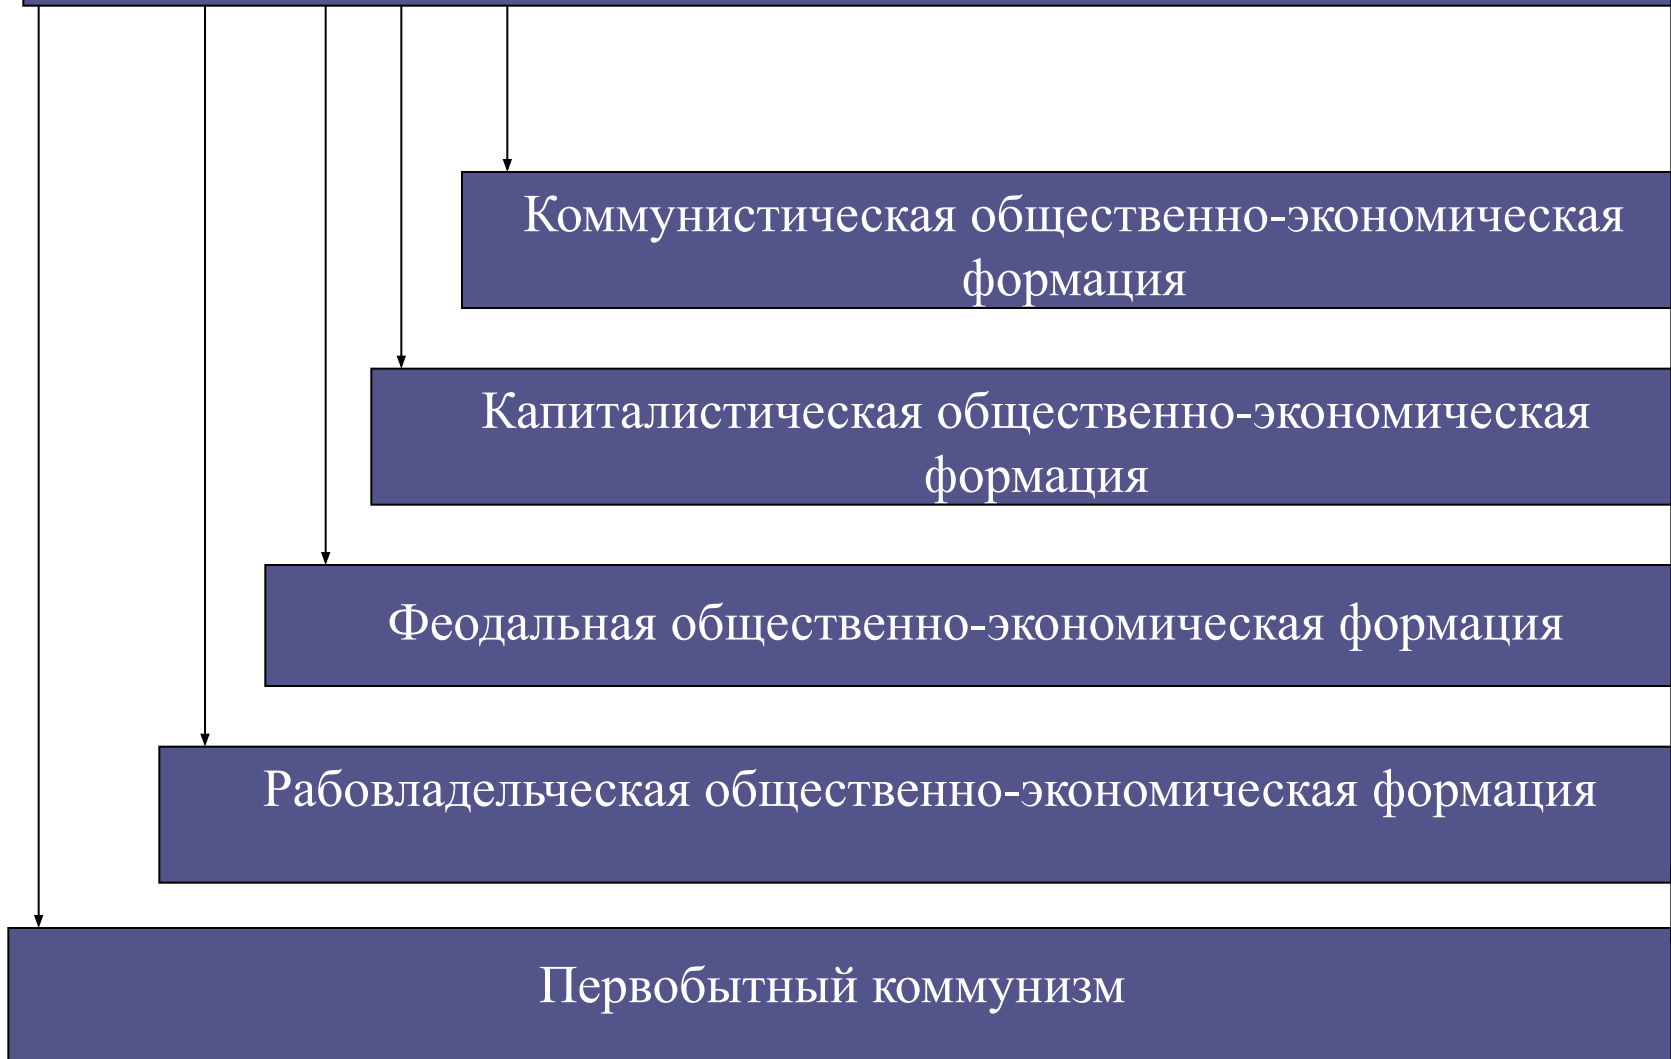 Коммунистическая общественно-экономическая
формация
Капиталистическая общественно-экономическая
формация
Феодальная общественно-экономическая формация
Рабовладельческая общественно-экономическая формация
Первобытный коммунизм